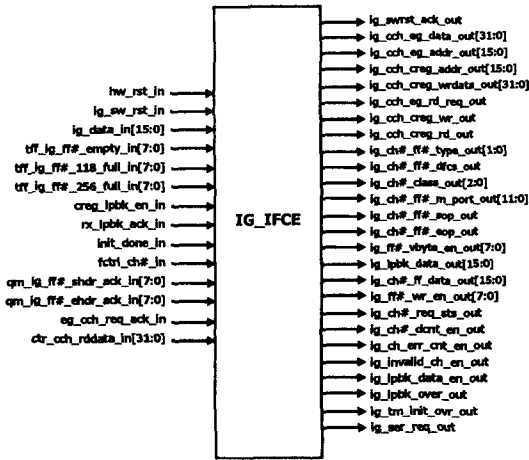 hw_rst_in
ig_sw_rst_in
ig_data_in[15:0]
tff_ig_ff#_empty_in[7:0]
tff_ig_ff#_118_full_in[7:0]
tff_ig_ff#_256_full_in[7:0]
creg_lpbk_en_in
rx_lpbk_ack_in
init_done_in
fctrl_ch#_in
qm_ig_ff#_shdr_ack_in[7:0]
qm_ig_ff#_ehdr_ack_in[7:0]
eg_cch_req_ack_in
ctr_cch_rddata_in[31:0]
IG_IFCE
ig_swrst_ack_out
ig_cch_eg_data_out[31:0]
ig_cch_eg_addr_out[15:0]
ig_cch_creg_addr_out[15:0]
ig_cch_creg_wrdata_out[31:0]
ig_cch_eg_rd_req_out
ig_cch_creg_wr_out
ig_cch_creg_rd_out
ig_ch#_ff#_type_out[1:0]
ig_ch#_ff#_dfcs_out
ig_ch#_class_out[2:0]
ig_ch#_ff#_m_port_out[11:0]
ig_ch#_ff#_sop_out
ig_ch#_ff#_eop_out
ig_ff#_vbyte_en_out[7:0]
ig_lpbk_data_out[15:0]
ig_ch#_ff_data_out[15:0]
ig_ff#_wr_en_out[7:0]
ig_ch#_req_sts_out
ig_ch#_dcnt_en_out
ig_ch_err_cnt_en_out
ig_invalid_ch_en_out
ig_lpbk_data_en_out
ig_lpbk_over_out
ig_trn_init_ovr_out
ig_ser_req_out